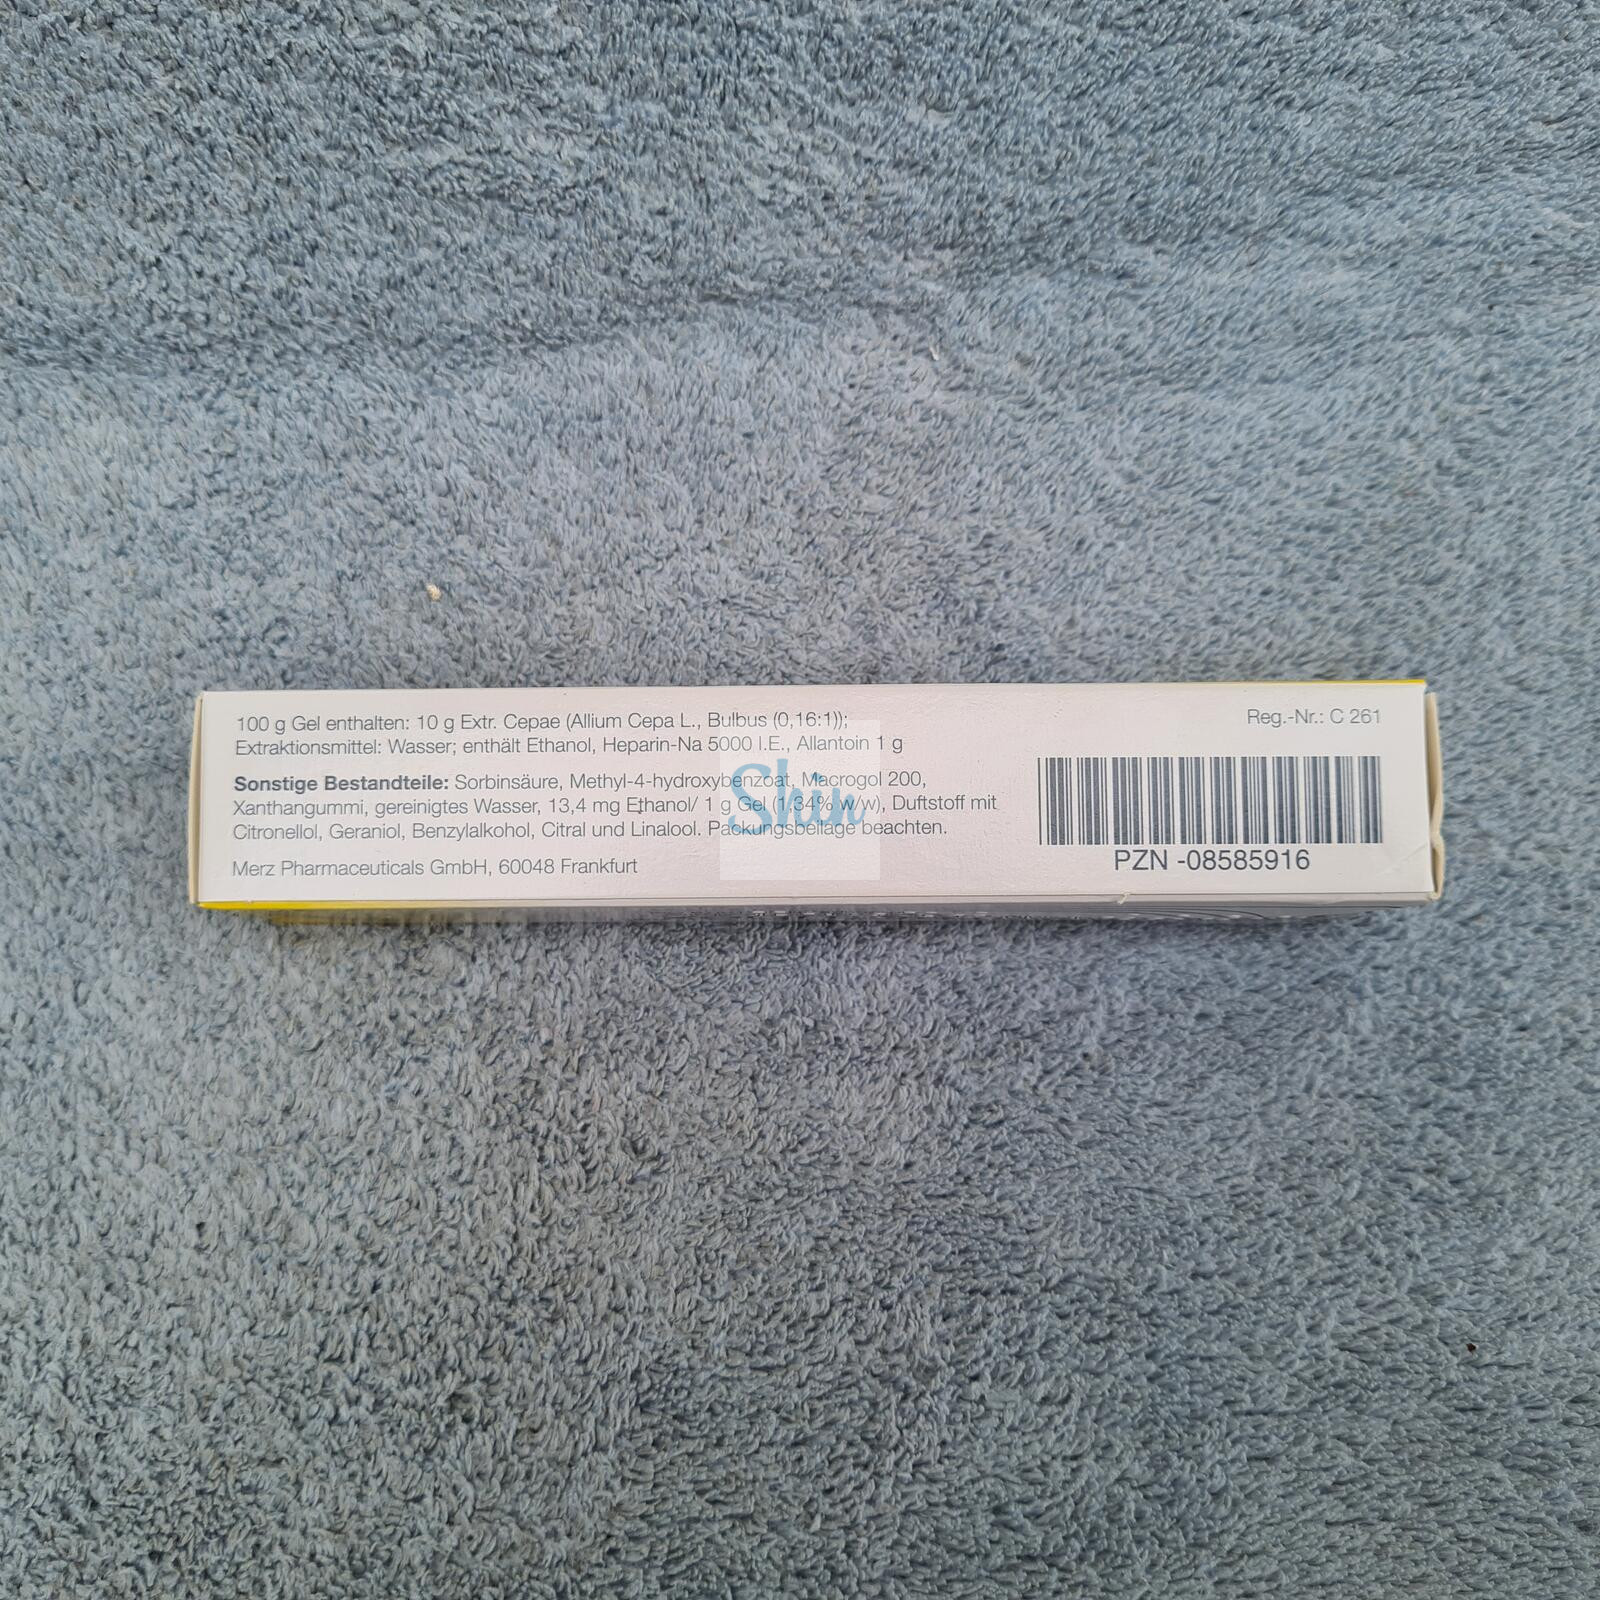 100 g Gel enthalten: 10 g Extr. Cepae (Allium Cepa L., Bulbus (0,16:1));
Extraktionsmittel: Wasser; enthält Ethanol, Heparin-Na 5000 I.E., Allantoin 1 g
Sonstige Bestandteile: Sorbinsäure, Methyl-4-hydroxybenzoat, Macrogol 200,
Xanthangummi, gereinigtes Wasser, 13,4 mg Ethanol/ 1 g Gel (1,34% w/w), Duftstoff mit
Citronellol, Geraniol, Benzylalkohol, Citral und Linalool. Packungsbeilage beachten.
Merz Pharmaceuticals GmbH, 60048 Frankfurt
Reg.-Nr.: C 261
PZN -08585916
Shin